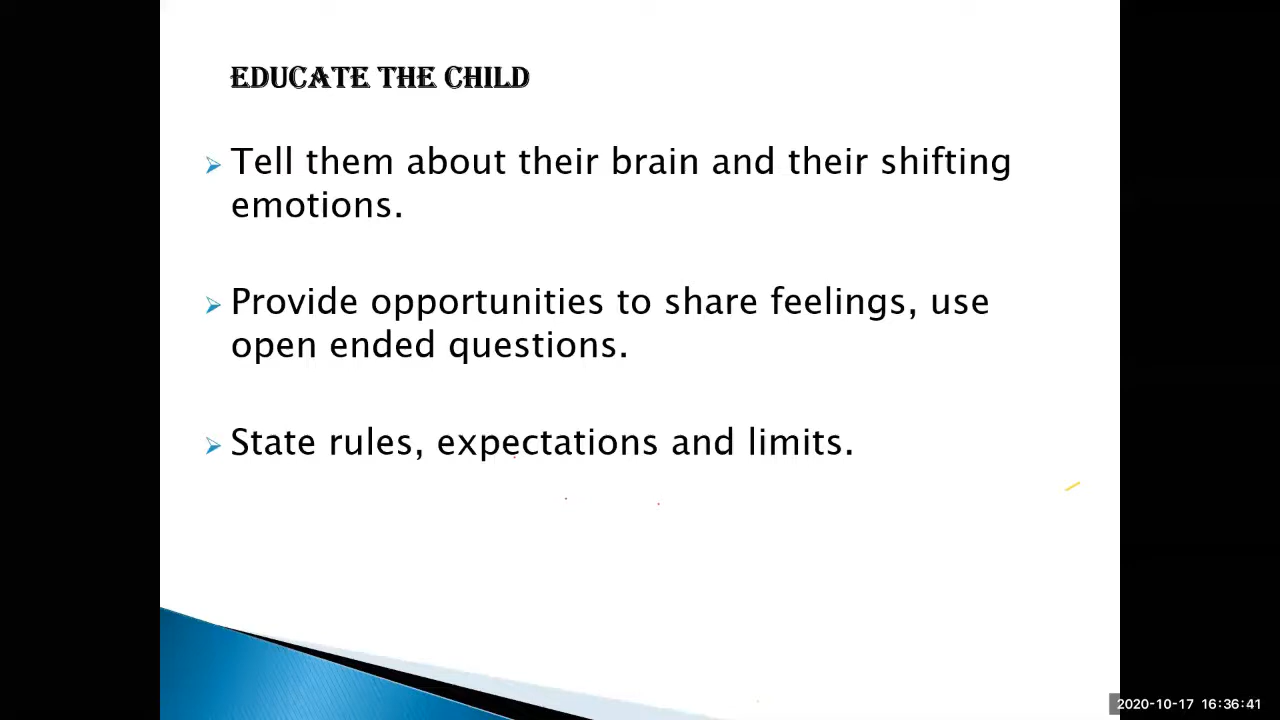 EDUCATE THE CHILD
Tell them about their brain and their shifting
emotions.
Provide opportunities to share feelings, use
open ended questions.
State rules, expectations and limits.
2020-10-17 16:36:41